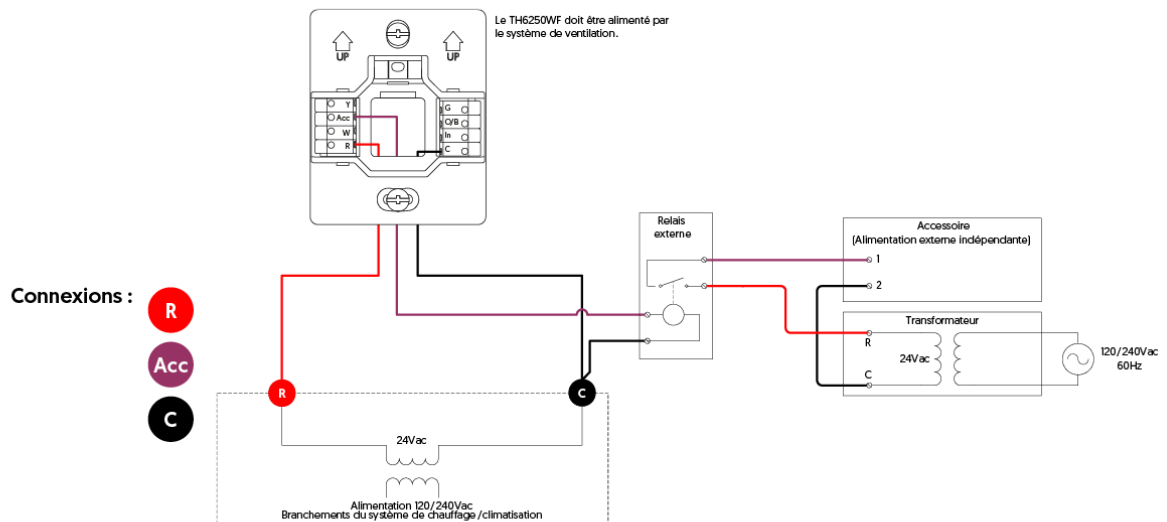 Le TH6250WF doit être alimenté par
le système de ventilation.
UP
UP
Y
Acc
W
R
G
O/B
In
C
Relais
externe
Accessoire
(Alimentation externe indépendante)
1
2
Connexions :
R
Acc
C
Transformateur
R
24Vac
C
120/240Vac
60Hz
R
C
24Vac
Alimentation 120/240Vac
Branchements du système de chauffage/climatisation